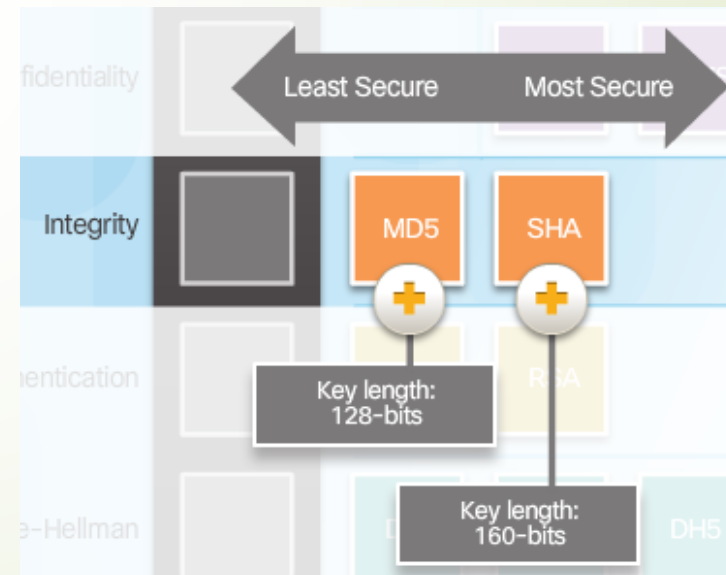 fidentiality
Least Secure
Most Secure
Integrity
MD5
SHA
hentication
Key length:
128-bits
RSA
e-Hellman
Key length:
160-bits
DH5